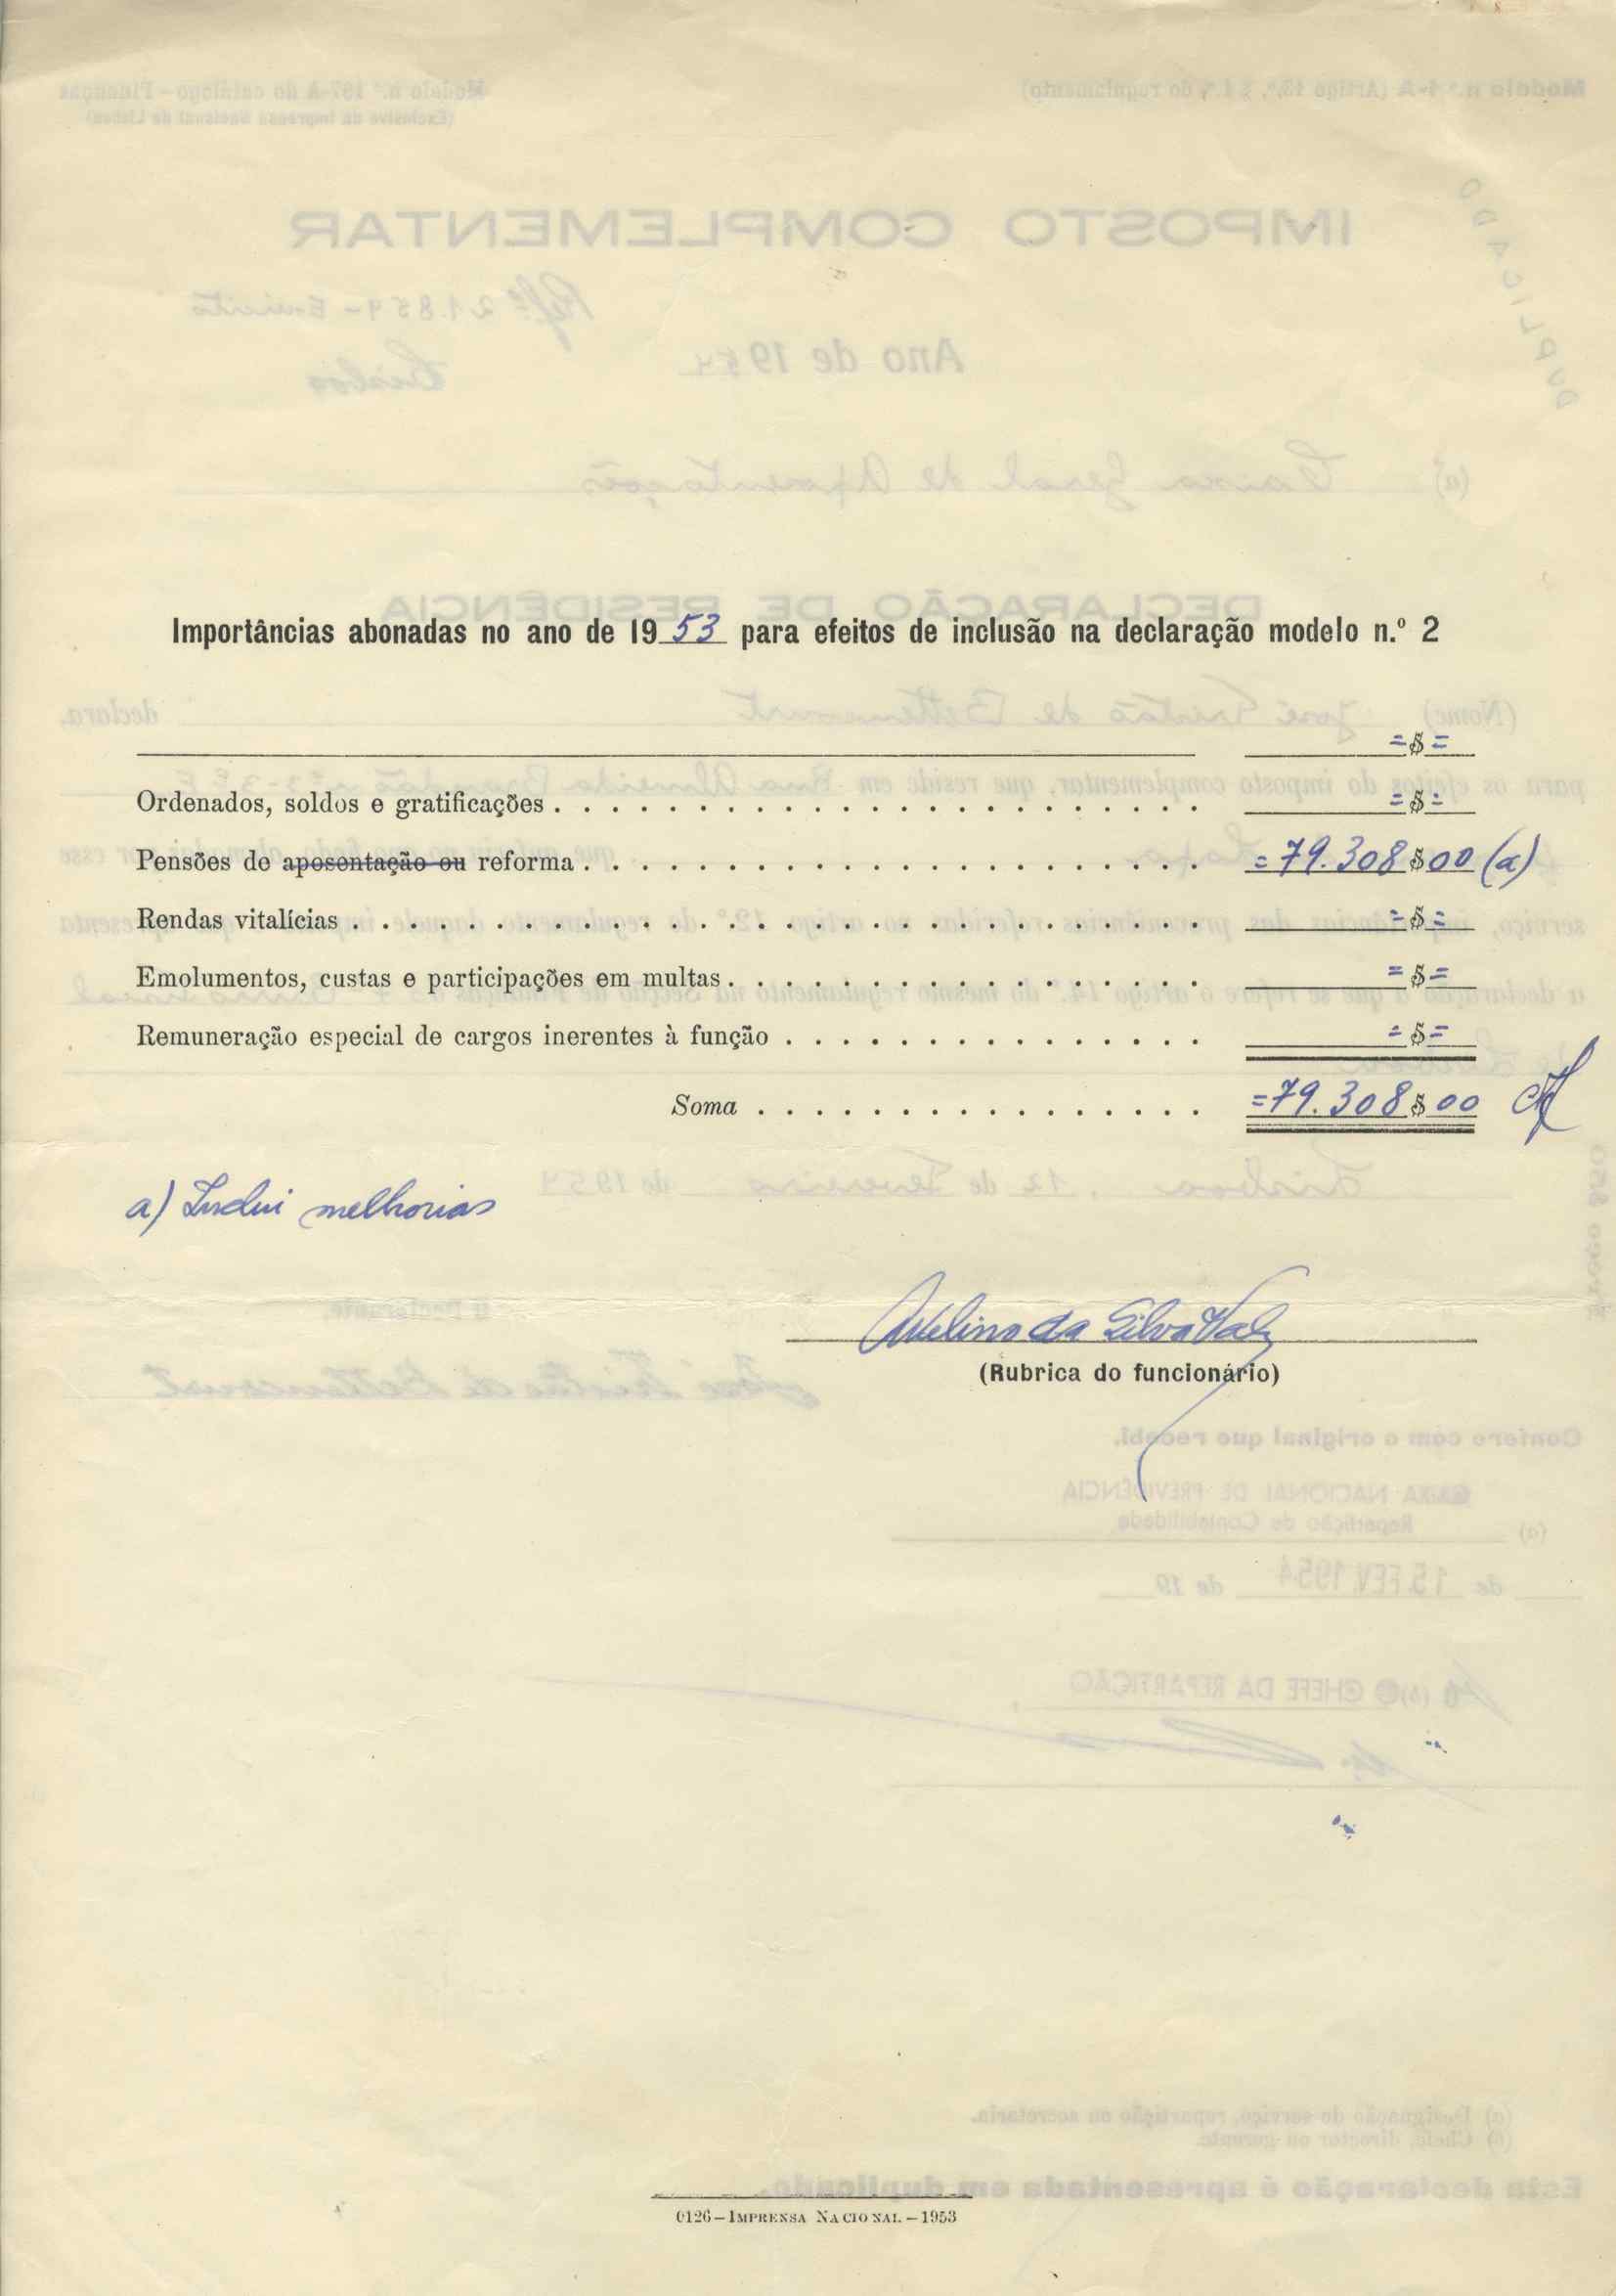 Importâncias abonadas no ano de 1953 para efeitos de inclusão na declaração modelo n.º 2
=$=
Ordenados, soldos e gratificações . . . . . =$=
Pensões de aposentação ou reforma . . . . . =79.308$00 (a)
Rendas vitalícias . . . . . =$=
Emolumentos, custas e participações em multas . . . . . =$=
Remuneração especial de cargos inerentes à função . . . . . =$=
Soma . . . . . =79.308$00
a) Inclui melhorias
Avelino da Silva
(Rubrica do funcionário)
0126–IMPRENSA NACIONAL–1953